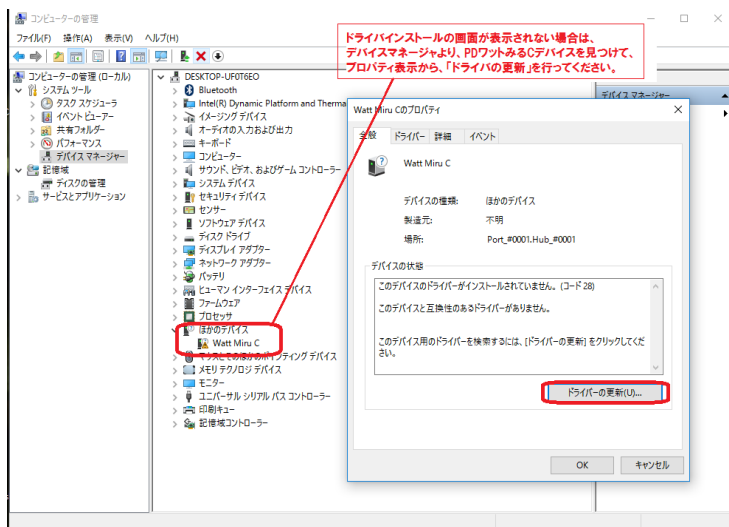 コンピューターの管理
ファイル(F) 操作(A) 表示(V) ヘルプ(H)
ドライバインストールの画面が表示されない場合は、
デバイスマネージャより、PDワットみるCデバイスを見つけて、
プロパティ表示から、「ドライバの更新」を行ってください。
コンピューターの管理 (ローカル)
システム ツール
タスク スケジューラ
イベント ビューアー
共有フォルダー
パフォーマンス
デバイス マネージャー
記憶域
ディスクの管理
サービスとアプリケーション
DESKTOP-UF0T6EO
Bluetooth
Intel(R) Dynamic Platform and Therma
イメージング デバイス
オーディオの入力および出力
キーボード
コンピューター
サウンド、ビデオ、およびゲーム コントローラー
システム デバイス
セキュリティ デバイス
センサー
ソフトウェア デバイス
ディスク ドライブ
ディスプレイ アダプター
ネットワーク アダプター
バッテリ
ヒューマン インターフェイス デバイス
ファームウェア
プロセッサ
ほかのデバイス
Watt Miru C
マウスとそのほかのポインティング デバイス
メモリ テクノロジ デバイス
モニター
ユニバーサル シリアル バス コントローラー
印刷キュー
記憶域コントローラー
デバイス マネージャー
Watt Miru Cのプロパティ
全般 ドライバー 詳細 イベント
Watt Miru C
デバイスの種類: ほかのデバイス
製造元: 不明
場所: Port_#0001.Hub_#0001
デバイスの状態
このデバイスのドライバーがインストールされていません。 (コード 28)
このデバイスと互換性のあるドライバーがありません。
このデバイス用のドライバーを検索するには、[ドライバーの更新] をクリックしてくだ
さい。
ドライバーの更新(U)...
OK キャンセル